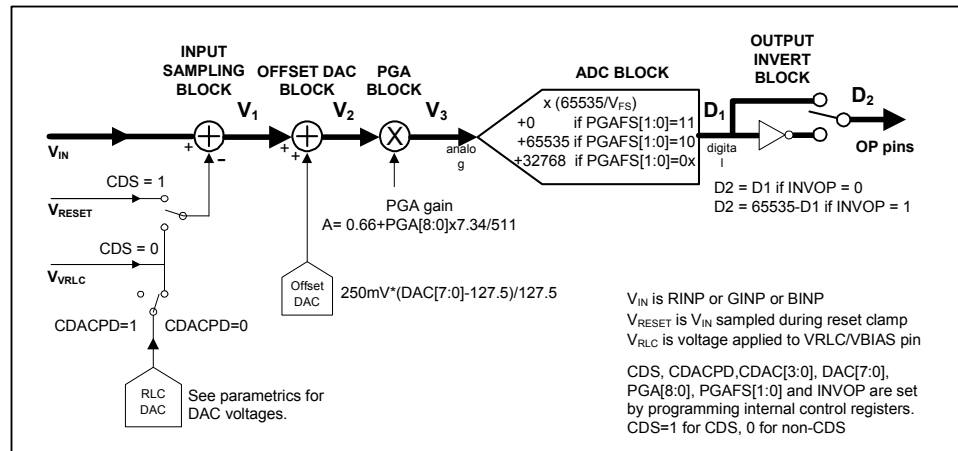 INPUT
SAMPLING
BLOCK
OFFSET DAC
BLOCK
PGA
BLOCK
ADC BLOCK
OUTPUT
INVERT
BLOCK
V1
V2
V3
D1
D2
x (65535/VFS)
+0 if PGAFS[1:0]=11
+65535 if PGAFS[1:0]=10
+32768 if PGAFS[1:0]=0x
+
+
–
+
+
X
+
VIN
analo
g
digita
l
OP pins
D2 = D1 if INVOP = 0
D2 = 65535-D1 if INVOP = 1
CDS = 1
VRESET
CDS = 0
VVRLC
PGA gain
A= 0.66+PGA[8:0]x7.34/511
Offset
DAC
250mV*(DAC[7:0]-127.5)/127.5
CDACPD=1
CDACPD=0
RLC
DAC
See parametrics for
DAC voltages.
VIN is RINP or GINP or BINP
VRESET is VIN sampled during reset clamp
VRLC is voltage applied to VRLC/VBIAS pin
CDS, CDACPD,CDAC[3:0], DAC[7:0],
PGA[8:0], PGAFS[1:0] and INVOP are set
by programming internal control registers.
CDS=1 for CDS, 0 for non-CDS